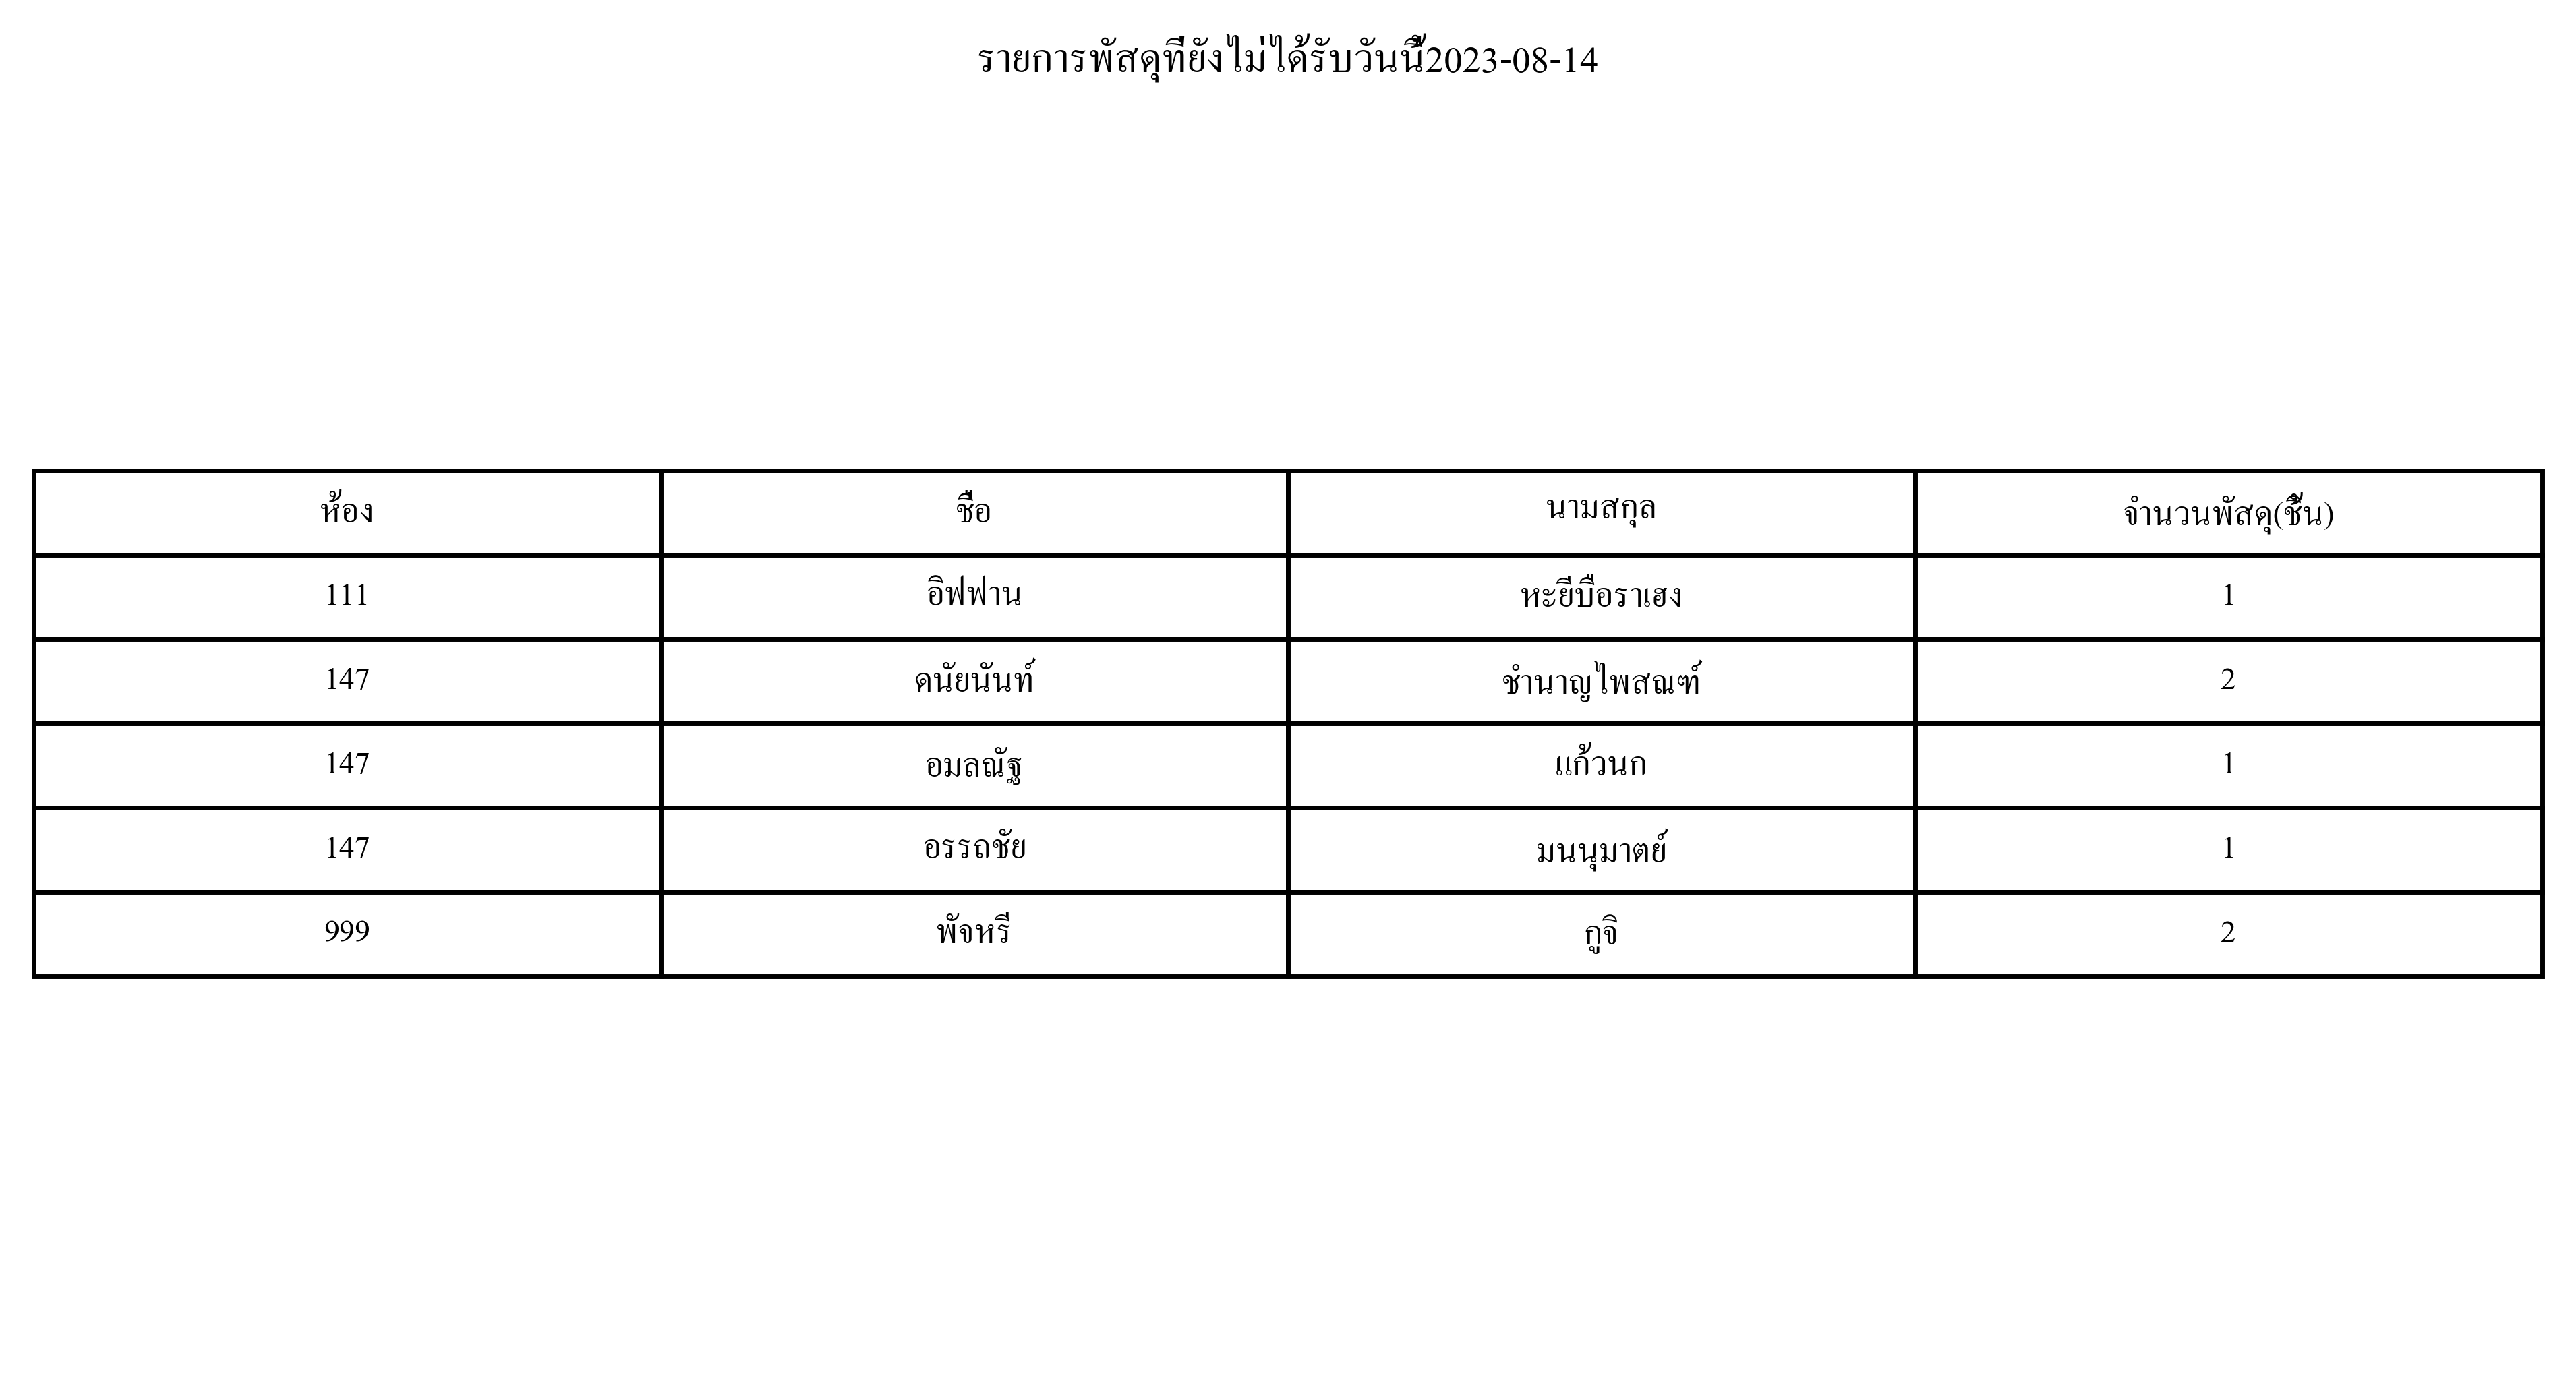 รายการพัสดุที่ยังไม่ได้รับวันนี้2023-08-14
ห้อง ชื่อ นามสกุล จำนวนพัสดุ(ชิ้น)
111 อิฟฟาน หะยีบือราเฮง 1
147 ดนัยนันท์ ชำนาญไพสณฑ์ 2
147 อมลณัฐ แก้วนก 1
147 อรรถชัย มนนุมาตย์ 1
999 พัจหรี กูจิ 2